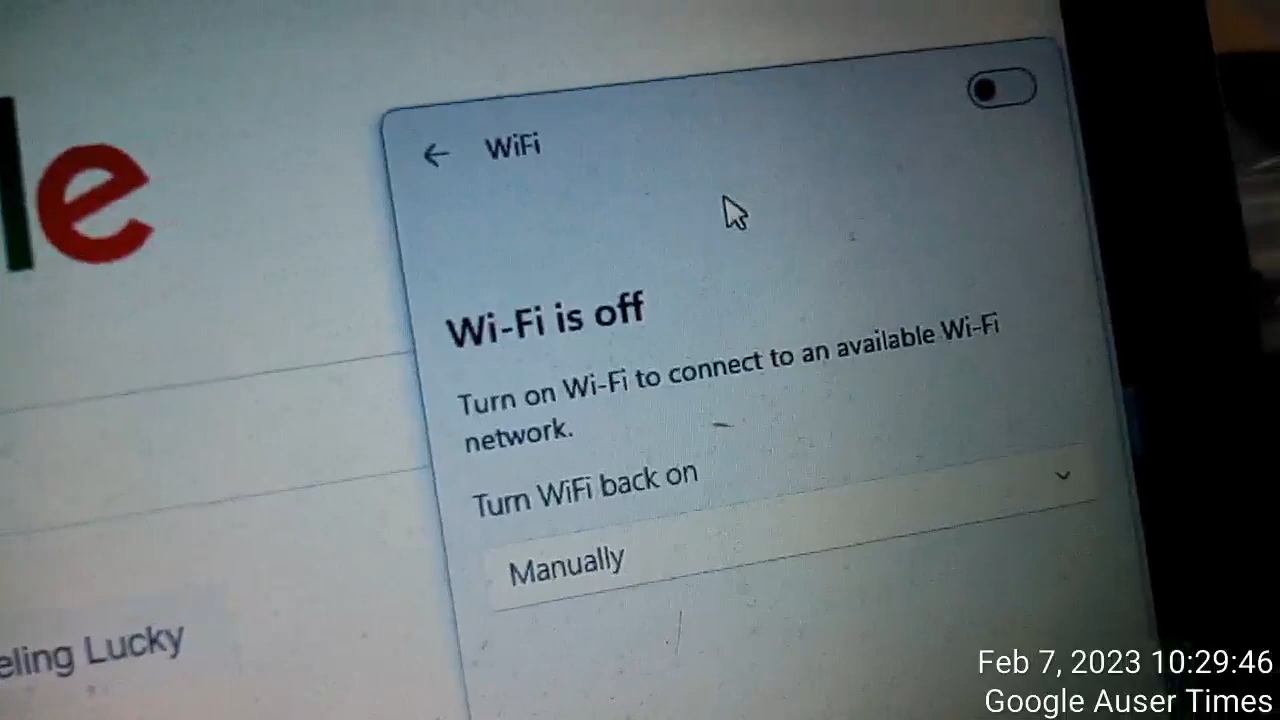 le
WiFi
Wi-Fi is off
Turn on Wi-Fi to connect to an available Wi-Fi
network.
Turn WiFi back on
Manually
eling Lucky
Feb 7, 2023 10:29:46
Google Auser Times